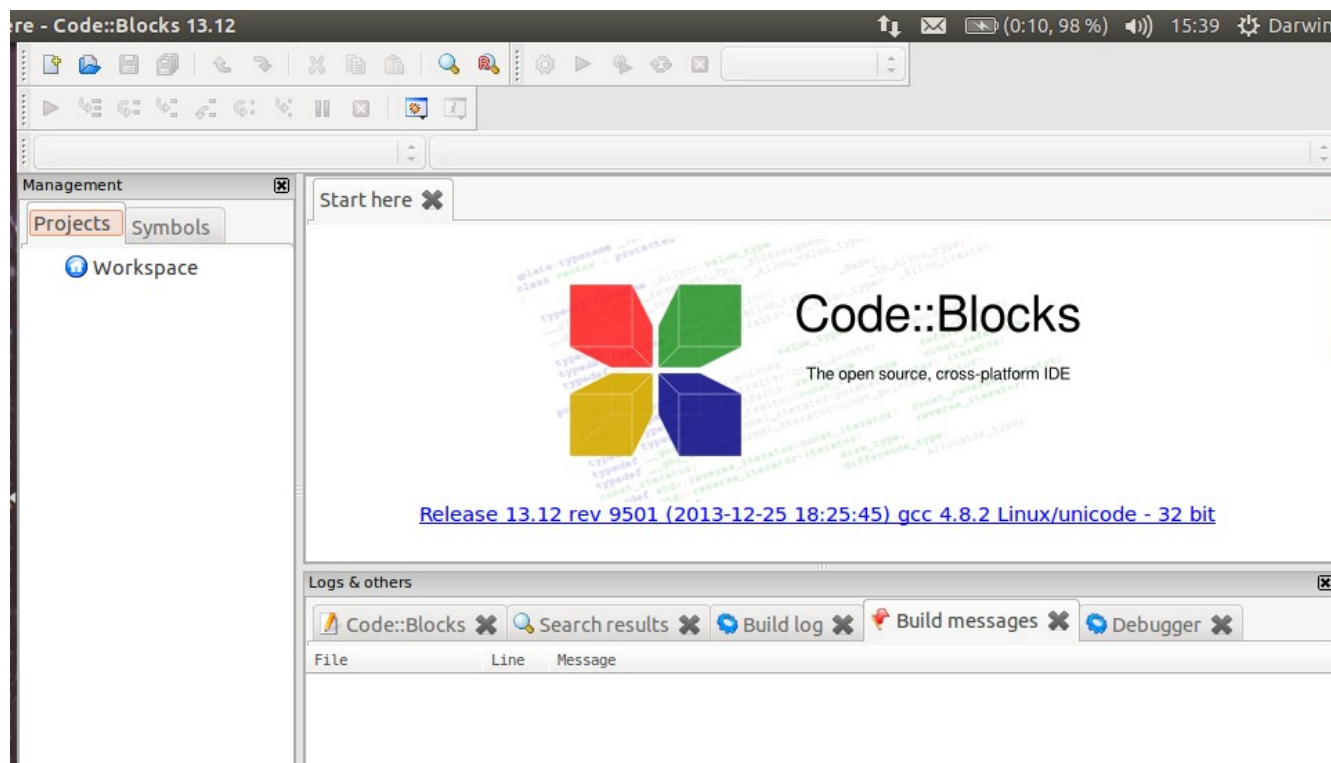 ere - Code::Blocks 13.12
(0:10, 98 %) 15:39 Darwin
Management
Projects Symbols
Workspace
Start here
Code::Blocks
The open source, cross-platform IDE
Release 13.12 rev 9501 (2013-12-25 18:25:45) gcc 4.8.2 Linux/unicode - 32 bit
Logs & others
Code::Blocks Search results Build log Build messages Debugger
File Line Message